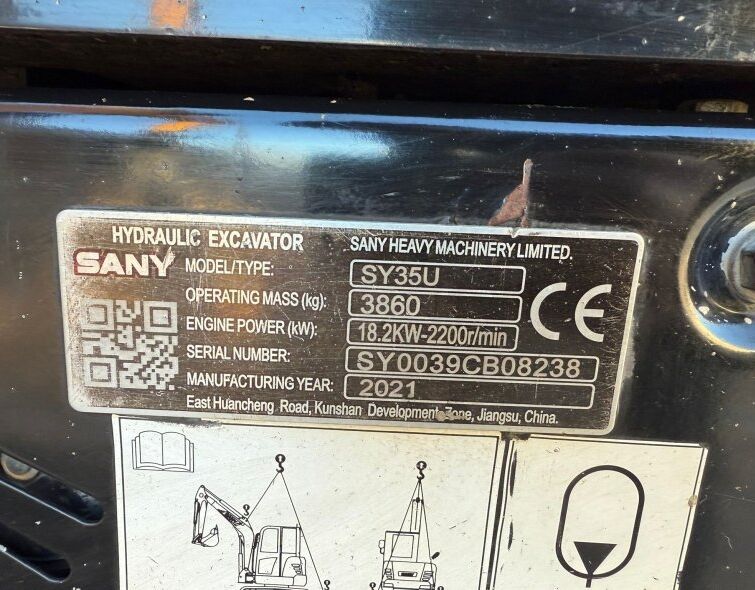 HYDRAULIC EXCAVATOR SANY HEAVY MACHINERY LIMITED.
SANY
MODEL/TYPE: SY35U
OPERATING MASS (kg): 3860
ENGINE POWER (kW): 18.2KW-2200r/min
SERIAL NUMBER: SY0039CB08238
MANUFACTURING YEAR: 2021
CE
East Huancheng Road, Kunshan Development Zone, Jiangsu, China.